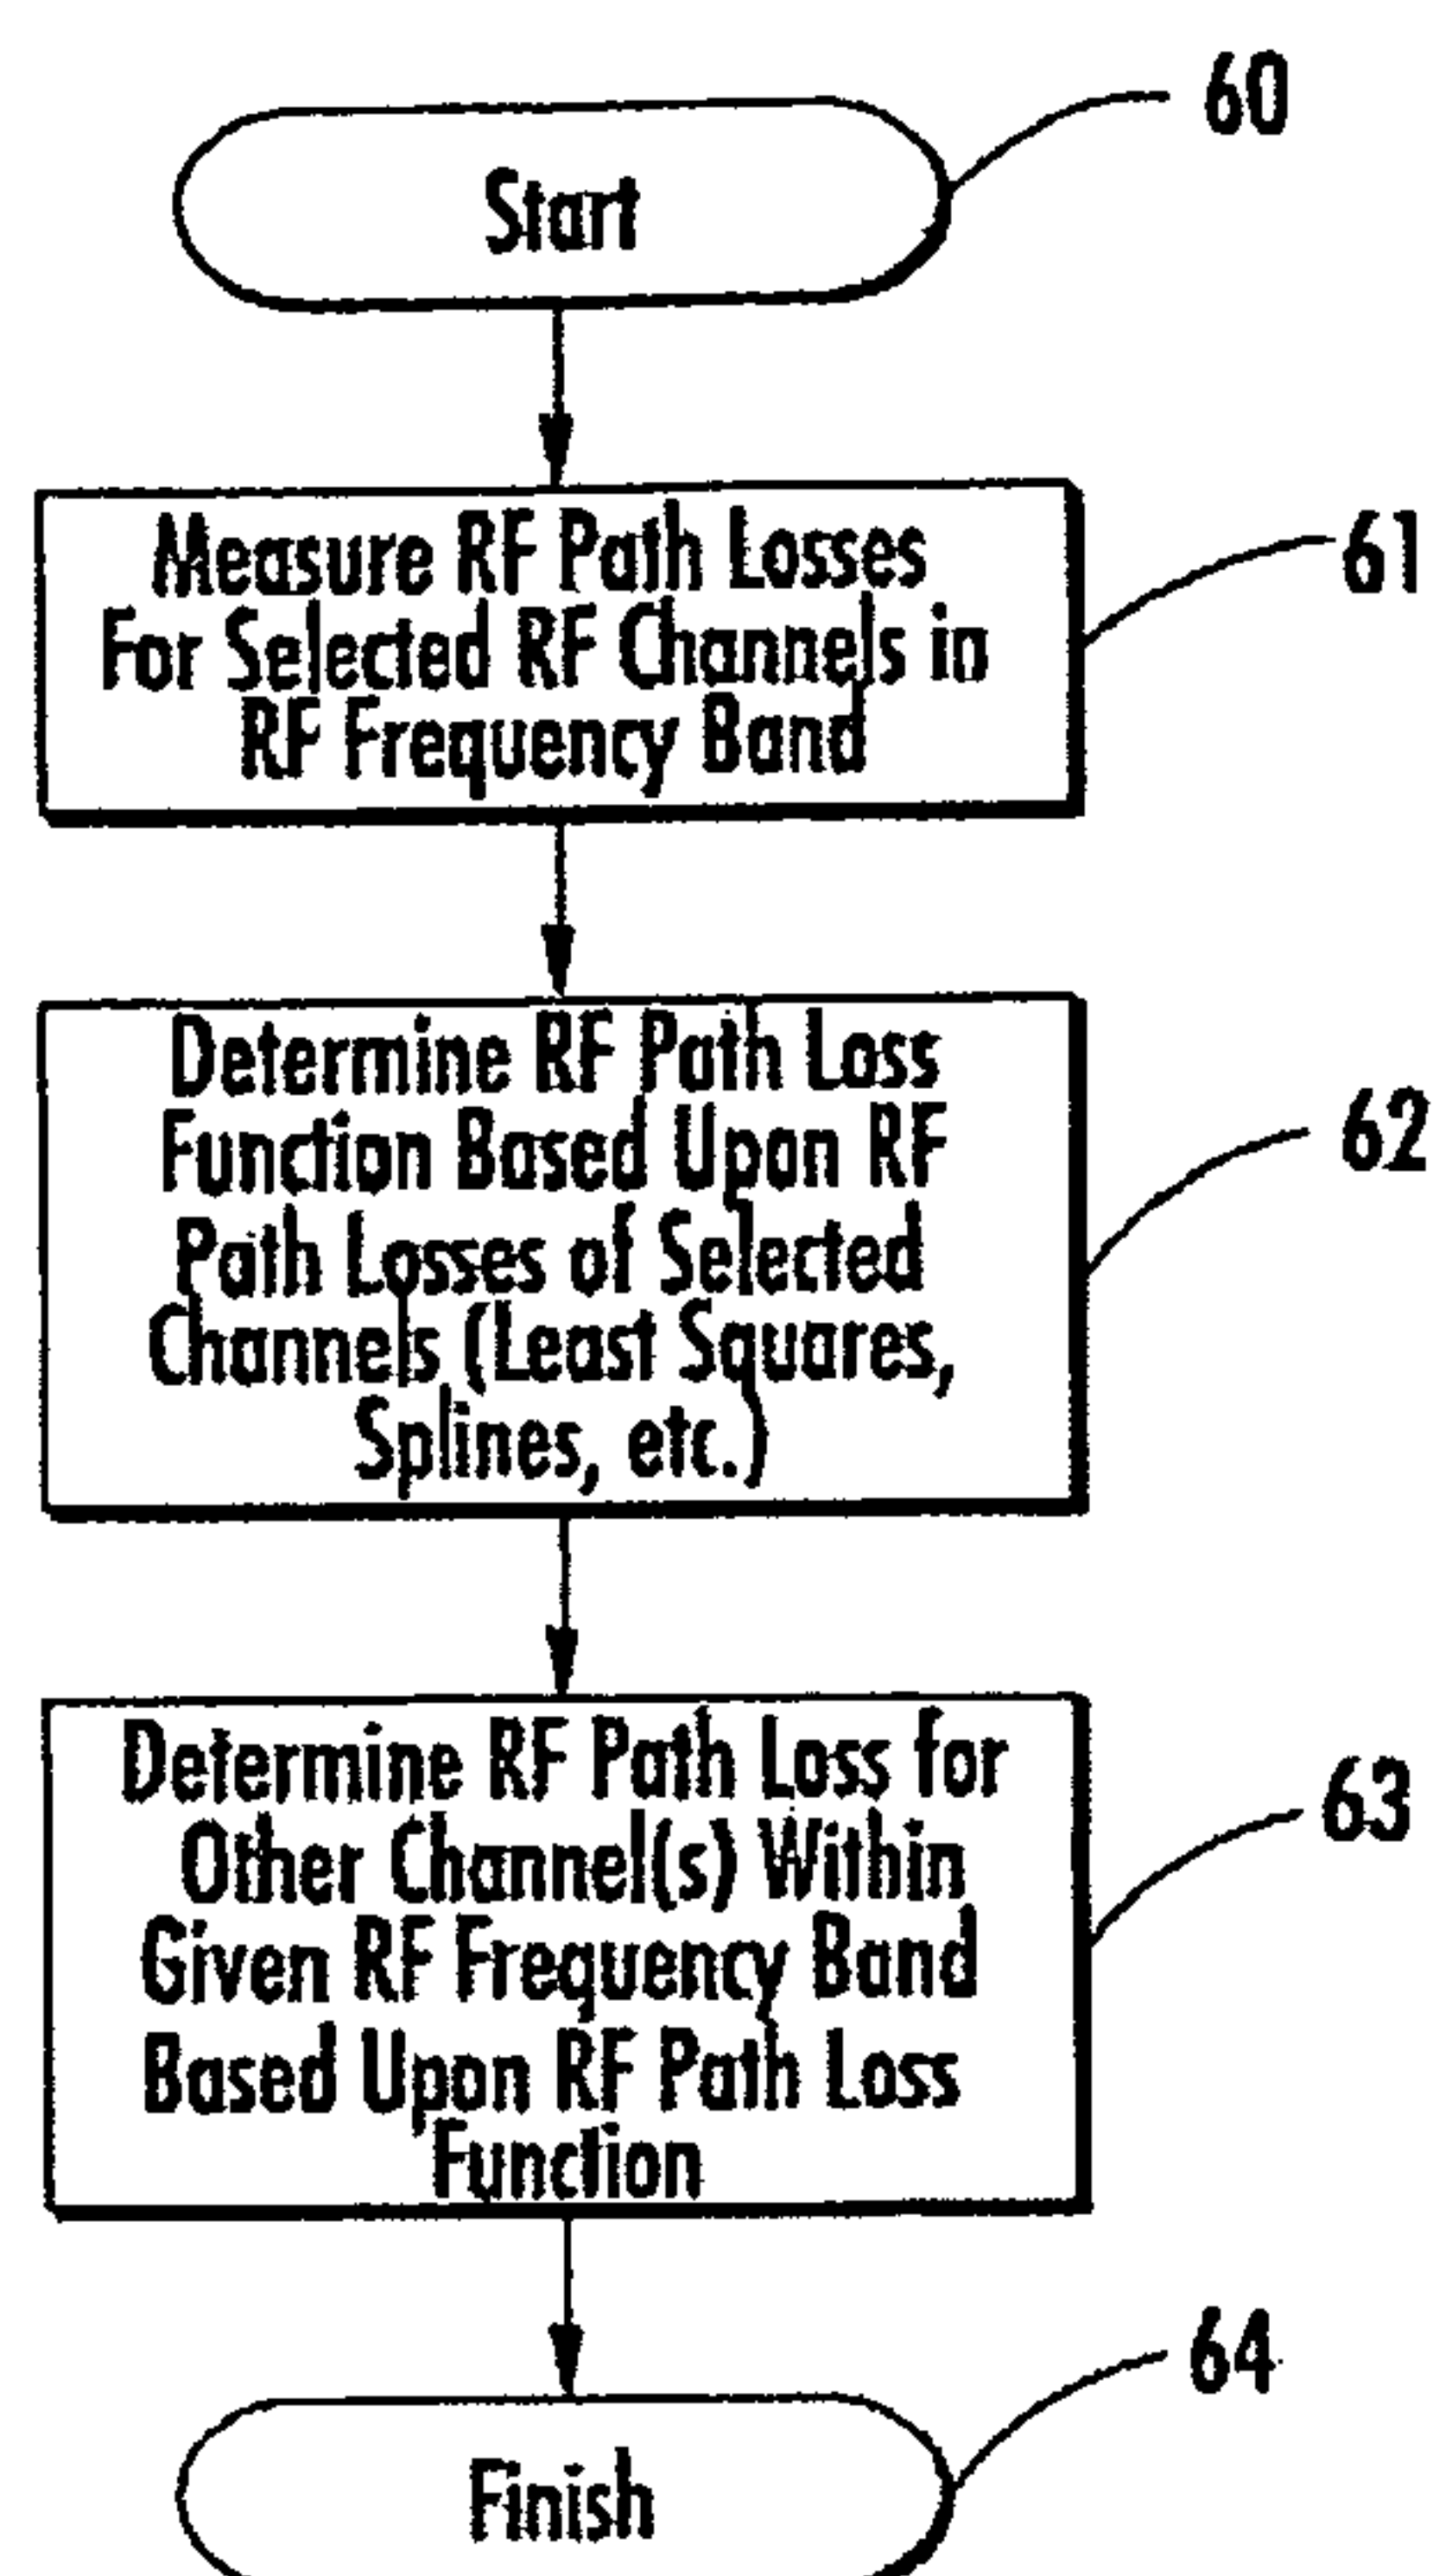 60
Start
Measure RF Path Losses
For Selected RF Channels in
RF Frequency Band
61
Determine RF Path Loss
Function Based Upon RF
Path Losses of Selected
Channels (Least Squares,
Splines, etc.)
62
Determine RF Path Loss for
Other Channel(s) Within
Given RF Frequency Band
Based Upon RF Path Loss
Function
63
64
Finish